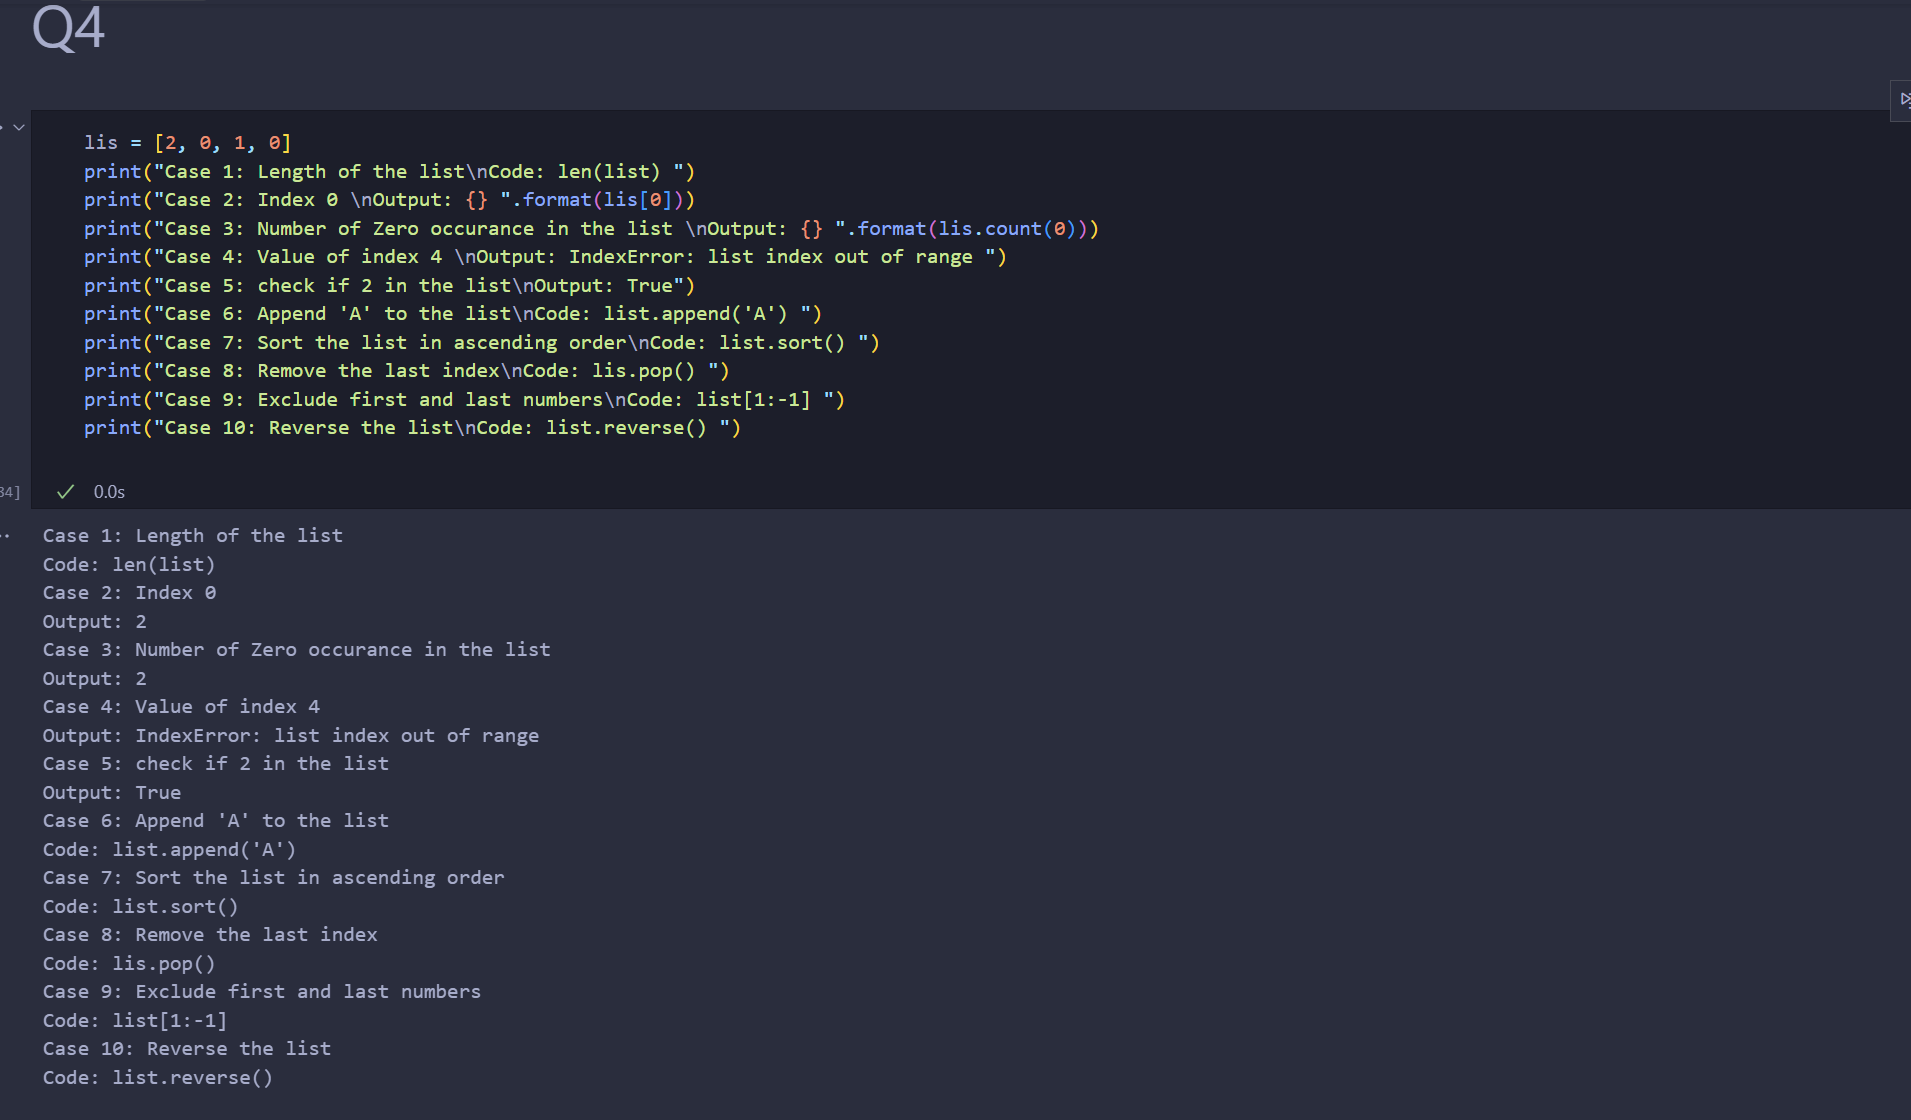 Q4
lis = [2, 0, 1, 0]
print("Case 1: Length of the list\nCode: len(list) ")
print("Case 2: Index 0 \nOutput: {} ".format(lis[0]))
print("Case 3: Number of Zero occurance in the list \nOutput: {} ".format(lis.count(0)))
print("Case 4: Value of index 4 \nOutput: IndexError: list index out of range ")
print("Case 5: check if 2 in the list\nOutput: True")
print("Case 6: Append 'A' to the list\nCode: list.append('A') ")
print("Case 7: Sort the list in ascending order\nCode: list.sort() ")
print("Case 8: Remove the last index\nCode: lis.pop() ")
print("Case 9: Exclude first and last numbers\nCode: list[1:-1] ")
print("Case 10: Reverse the list\nCode: list.reverse() ")
34] 0.0s
Case 1: Length of the list
Code: len(list)
Case 2: Index 0
Output: 2
Case 3: Number of Zero occurance in the list
Output: 2
Case 4: Value of index 4
Output: IndexError: list index out of range
Case 5: check if 2 in the list
Output: True
Case 6: Append 'A' to the list
Code: list.append('A')
Case 7: Sort the list in ascending order
Code: list.sort()
Case 8: Remove the last index
Code: lis.pop()
Case 9: Exclude first and last numbers
Code: list[1:-1]
Case 10: Reverse the list
Code: list.reverse()